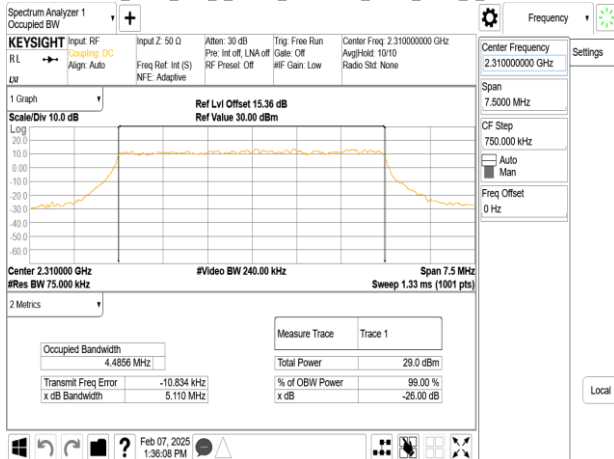 Spectrum Analyzer 1
Occupied BW
Frequency
KEYSIGHT
Input: RF
Coupling: DC
Align: Auto
RL
LXI
Input Z: 50 Ω
Freq Ref: Int (S)
NFE: Adaptive
Atten: 30 dB
Pre: Int off, LNA off
RF Presel: Off
Trig: Free Run
Gate: Off
#IF Gain: Low
Center Freq: 2.310000000 GHz
Avg|Hold: 10/10
Radio Std: None
Center Frequency
2.310000000 GHz
Settings
Span
7.5000 MHz
CF Step
750.000 kHz
Auto
Man
Freq Offset
0 Hz
Local
1 Graph
Scale/Div 10.0 dB
Ref Lvl Offset 15.36 dB
Ref Value 30.00 dBm
Log
20.0
10.0
0.00
-10.0
-20.0
-30.0
-40.0
-50.0
-60.0
Center 2.310000 GHz
#Video BW 240.00 kHz
Span 7.5 MHz
#Res BW 75.000 kHz
Sweep 1.33 ms (1001 pts)
2 Metrics
Measure Trace
Trace 1
Occupied Bandwidth
4.4856 MHz
Total Power
29.0 dBm
Transmit Freq Error
-10.834 kHz
% of OBW Power
99.00 %
x dB Bandwidth
5.110 MHz
x dB
-26.00 dB
Feb 07, 2025
1:36:08 PM